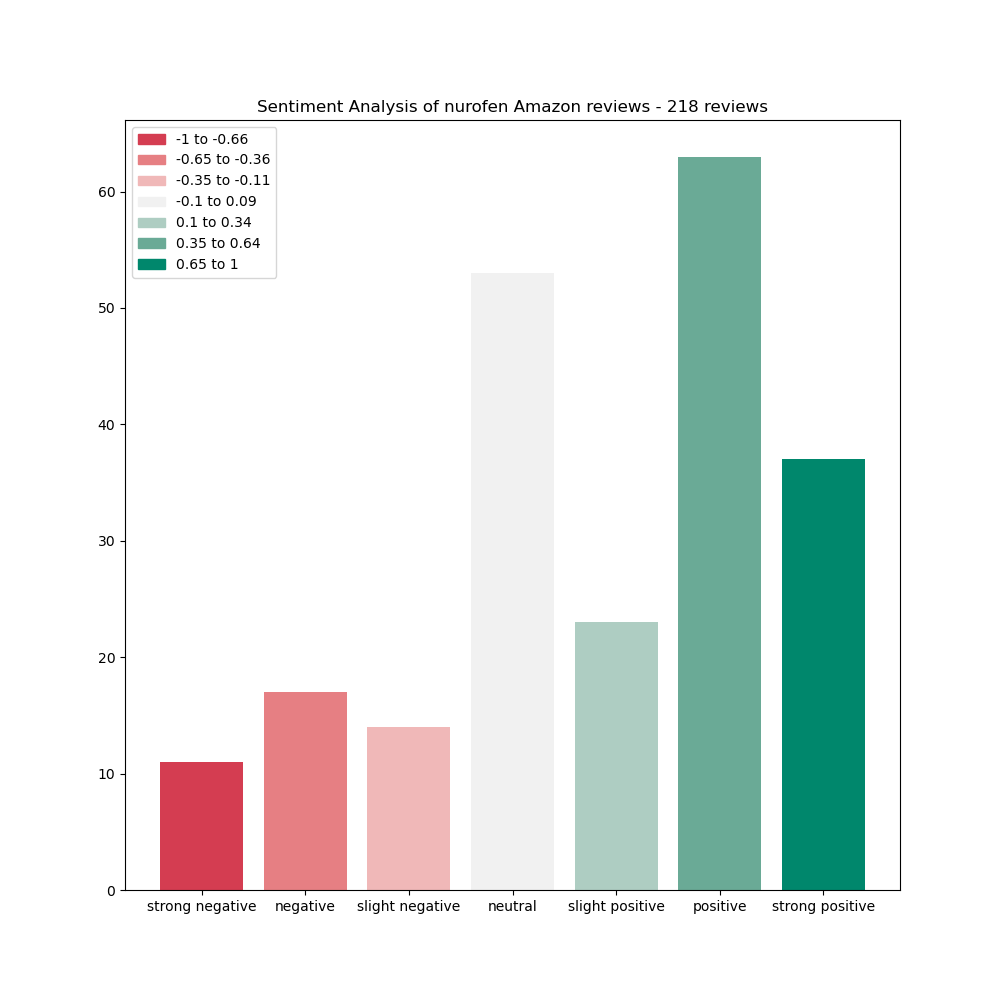 Sentiment Analysis of nurofen Amazon reviews - 218 reviews
-1 to -0.66
-0.65 to -0.36
-0.35 to -0.11
-0.1 to 0.09
0.1 to 0.34
0.35 to 0.64
0.65 to 1
60
50
40
30
20
10
0
strong negative negative slight negative neutral slight positive positive strong positive